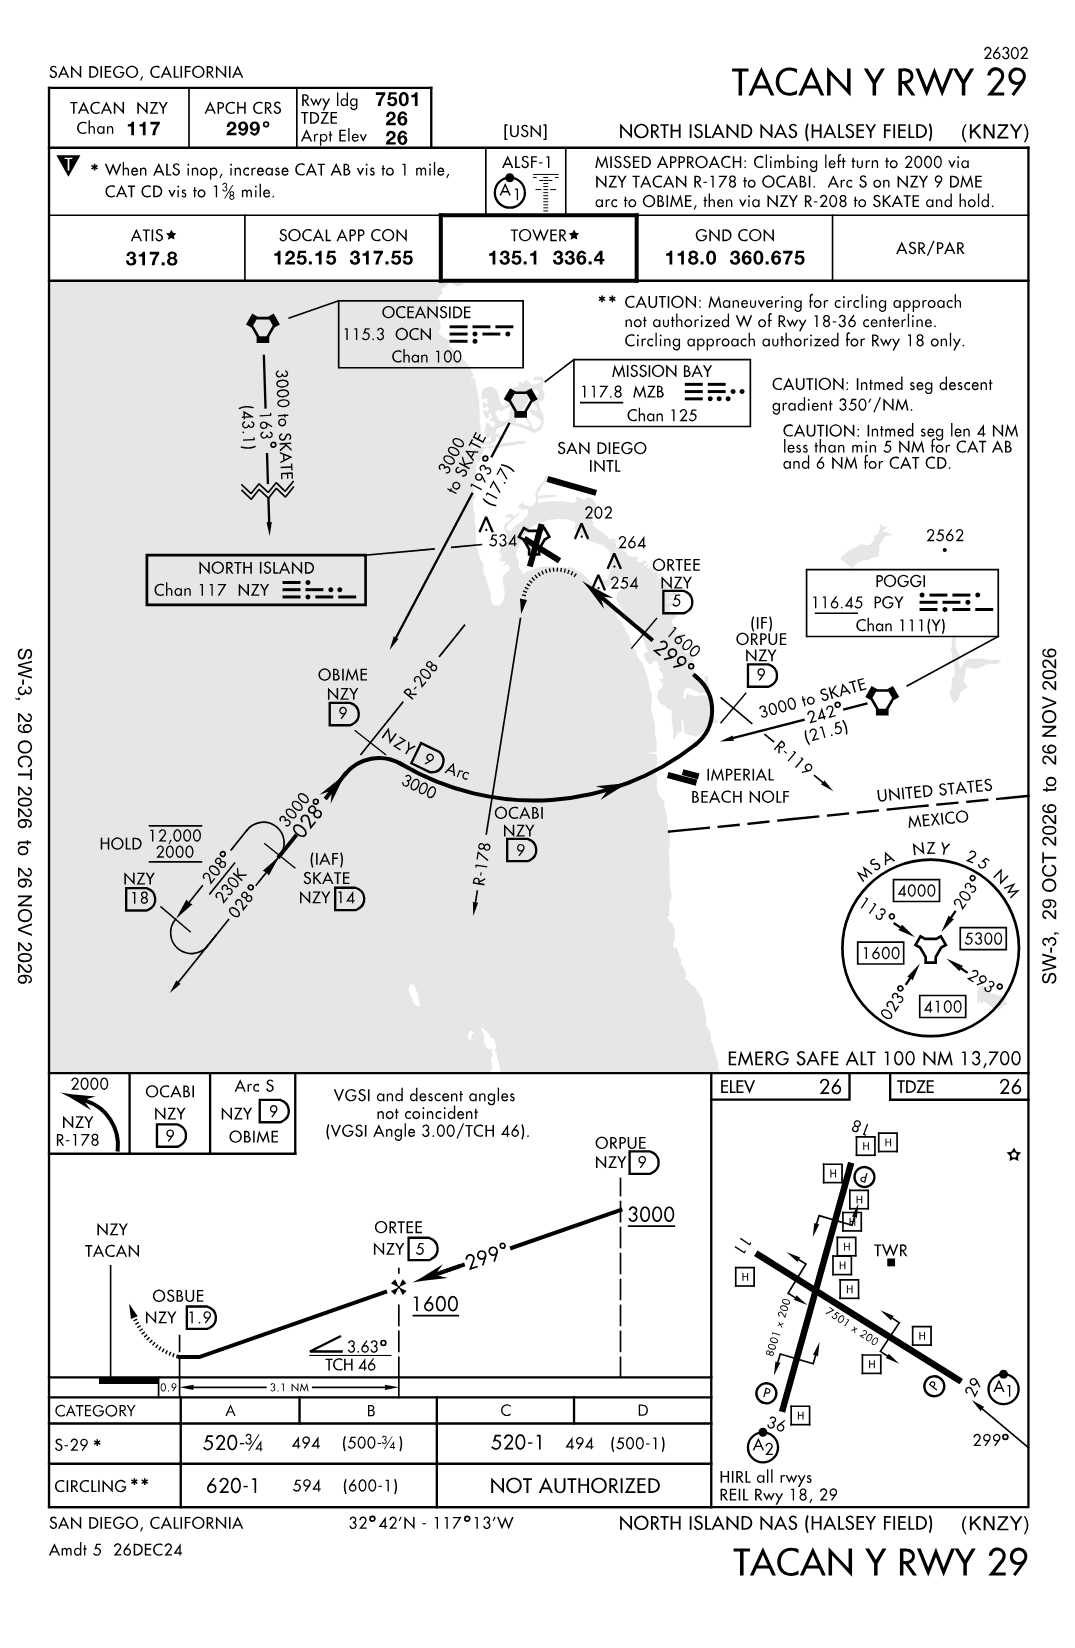 26302
SAN DIEGO, CALIFORNIA
TACAN Y RWY 29
TACAN NZY
Chan 117
APCH CRS
299°
Rwy ldg 7501
TDZE 26
Arpt Elev 26
[USN]
NORTH ISLAND NAS (HALSEY FIELD) (KNZY)
T
* When ALS inop, increase CAT AB vis to 1 mile,
CAT CD vis to 1⅜ mile.
ALSF-1
A1
MISSED APPROACH: Climbing left turn to 2000 via
NZY TACAN R-178 to OCABI. Arc S on NZY 9 DME
arc to OBIME, then via NZY R-208 to SKATE and hold.
ATIS★
317.8
SOCAL APP CON
125.15 317.55
TOWER★
135.1 336.4
GND CON
118.0 360.675
ASR/PAR
OCEANSIDE
115.3 OCN
Chan 100
** CAUTION: Maneuvering for circling approach
not authorized W of Rwy 18-36 centerline.
Circling approach authorized for Rwy 18 only.
MISSION BAY
117.8 MZB
Chan 125
CAUTION: Intmed seg descent
gradient 350'/NM.
CAUTION: Intmed seg len 4 NM
less than min 5 NM for CAT AB
and 6 NM for CAT CD.
3000 to SKATE
163°
(43.1)
3000
to SKATE
193°
(17.7)
SAN DIEGO
INTL
202
534
264
254
2562
NORTH ISLAND
Chan 117 NZY
ORTEE
NZY
5
POGGI
116.45 PGY
Chan 111(Y)
(IF)
ORPUE
NZY
9
1600
299°
OBIME
NZY
9
R-208
3000 to SKATE
242°
(21.5)
R-119
NZY 9 Arc
3000
IMPERIAL
BEACH NOLF
UNITED STATES
MEXICO
OCABI
NZY
9
R-178
3000
028°
HOLD 12,000
2000
208°
230K
028°
(IAF)
SKATE
NZY 14
NZY
18
MSA NZY 25 NM
4000
203°
113°
5300
1600
293°
023°
4100
EMERG SAFE ALT 100 NM 13,700
SW-3, 29 OCT 2026 to 26 NOV 2026
SW-3, 29 OCT 2026 to 26 NOV 2026
2000
NZY
R-178
OCABI
NZY
9
Arc S
NZY 9
OBIME
VGSI and descent angles
not coincident
(VGSI Angle 3.00/TCH 46).
ORPUE
NZY 9
3000
NZY
TACAN
ORTEE
NZY 5
299°
1600
OSBUE
NZY 1.9
3.63°
TCH 46
0.9
3.1 NM
ELEV 26
TDZE 26
18
H
H
H
P
H
H
H
TWR
H
H
11
H
8001 x 200
7501 x 200
H
H
P
P
29
A1
36
H
A2
299°
HIRL all rwys
REIL Rwy 18, 29
CATEGORY A B C D
S-29 * 520-¾ 494 (500-¾) 520-1 494 (500-1)
CIRCLING ** 620-1 594 (600-1) NOT AUTHORIZED
SAN DIEGO, CALIFORNIA
32°42'N - 117°13'W
NORTH ISLAND NAS (HALSEY FIELD) (KNZY)
Amdt 5 26DEC24
TACAN Y RWY 29